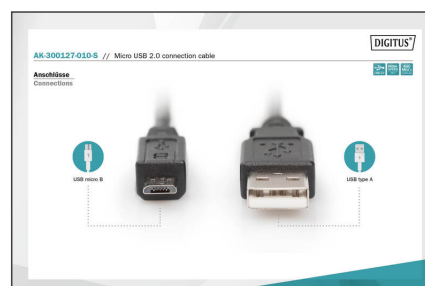 DIGITUS®
AK-300127-010-S // Micro USB 2.0 connection cable
Anschlüsse
Connections
USB micro B
USB type A